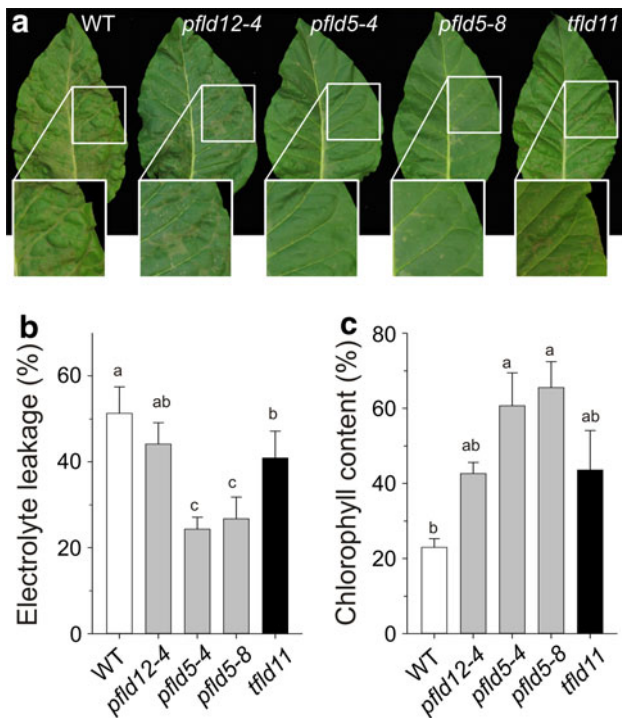 a WT pfld12-4 pfld5-4 pfld5-8 tfld11
b
Electrolyte leakage (%)
60
40
20
0
a
ab
c
c
b
WT
pfld12-4
pfld5-4
pfld5-8
tfld11
c
Chlorophyll content (%)
80
60
40
20
0
b
ab
a
a
ab
WT
pfld12-4
pfld5-4
pfld5-8
tfld11